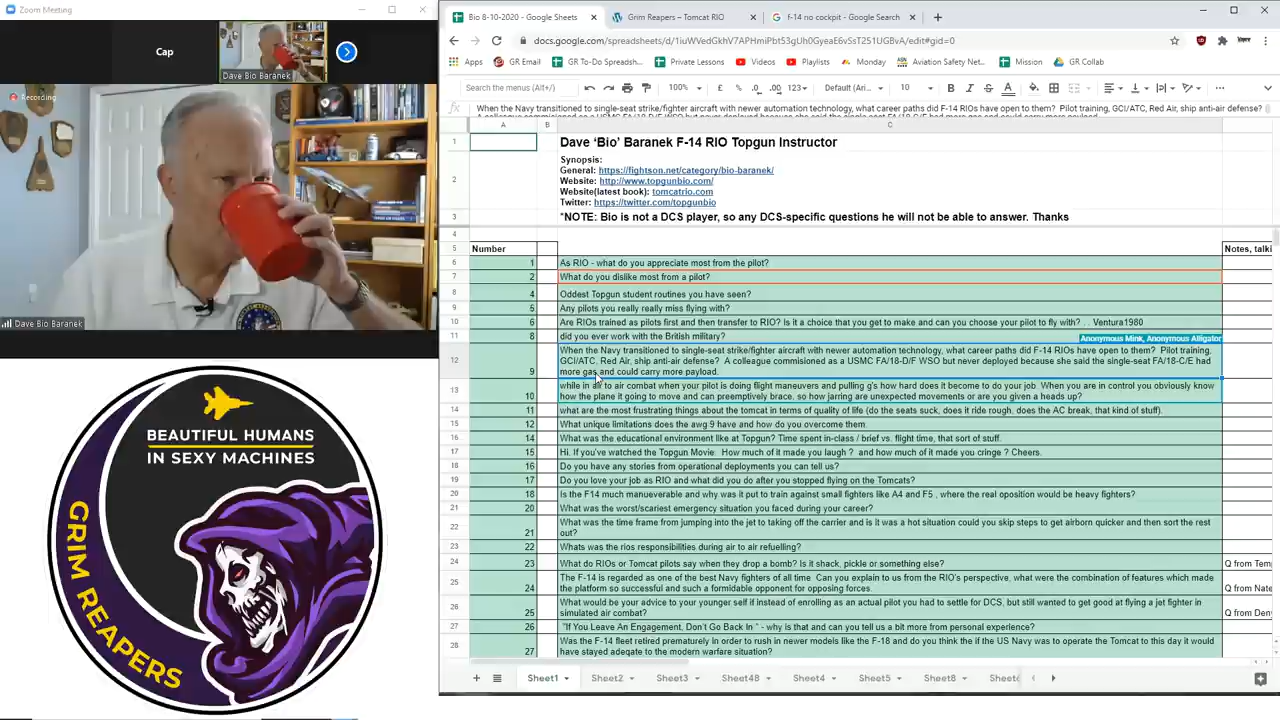 Zoom Meeting
Cap
Dave Bio Baranek
Recording
Dave Bio Baranek
BEAUTIFUL HUMANS
IN SEXY MACHINES
GRIM REAPERS
Bio 8-10-2020 - Google Sheets
Grim Reapers – Tomcat RIO
f-14 no cockpit - Google Search
Apps
GR Email
GR To-Do Spreadsh...
Private Lessons
Videos
Playlists
Monday
Aviation Safety Net...
Mission
GR Collab
Search the menus (Alt+/)
100%
$
%
.0
.00
123
Default (Ari...
10
When the Navy transitioned to single-seat strike/fighter aircraft with newer automation technology, what career paths did F-14 RIOs have open to them? Pilot training, GCI/ATC, Red Air, ship anti-air defense?
A B C
1 Dave 'Bio' Baranek F-14 RIO Topgun Instructor
Synopsis:
General: https://fightson.net/category/bio-baranek/
2 Website: http://www.topgunbio.com/
Website(latest book): tomcatrio.com
Twitter: https://twitter.com/topgunbio
3 *NOTE: Bio is not a DCS player, so any DCS-specific questions he will not be able to answer. Thanks
4
5 Number Notes, talki
6 1 As RIO - what do you appreciate most from the pilot?
7 2 What do you dislike most from a pilot?
8 4 Oddest Topgun student routines you have seen?
9 5 Any pilots you really really miss flying with?
10 6 Are RIOs trained as pilots first and then transfer to RIO? Is it a choice that you get to make and can you choose your pilot to fly with? . . Ventura1980
11 8 did you ever work with the British military?
Anonymous Mink, Anonymous Alligator
When the Navy transitioned to single-seat strike/fighter aircraft with newer automation technology, what career paths did F-14 RIOs have open to them? Pilot training,
12 GCI/ATC, Red Air, ship anti-air defense? A colleague commisioned as a USMC FA/18-D/F WSO but never deployed because she said the single-seat FA/18-C/E had
9 more gas and could carry more payload.
13 while in air to air combat when your pilot is doing flight maneuvers and pulling g's how hard does it become to do your job. When you are in control you obviously know
10 how the plane it going to move and can preemptively brace, so how jarring are unexpected movements or are you given a heads up?
14 11 what are the most frustrating things about the tomcat in terms of quality of life (do the seats suck, does it ride rough, does the AC break, that kind of stuff).
15 12 What unique limitations does the awg 9 have and how do you overcome them
16 14 What was the educational environment like at Topgun? Time spent in-class / brief vs. flight time, that sort of stuff.
17 15 Hi. If you've watched the Topgun Movie. How much of it made you laugh ? and how much of it made you cringe ? Cheers.
18 16 Do you have any stories from operational deployments you can tell us?
19 17 Do you love your job as RIO and what did you do after you stopped flying on the Tomcats?
20 18 Is the F14 much manueverable and why was it put to train against small fighters like A4 and F5 , where the real oposition would be heavy fighters?
21 20 What was the worst/scariest emergency situation you faced during your career?
22 What was the time frame from jumping into the jet to taking off the carrier and is it was a hot situation could you skip steps to get airborn quicker and then sort the rest
21 out?
23 22 Whats was the rios responsibilities during air to air refuelling?
24 23 What do RIOs or Tomcat pilots say when they drop a bomb? Is it shack, pickle or something else? Q from Tem
25 The F-14 is regarded as one of the best Navy fighters of all time. Can you explain to us from the RIO's perspective, what were the combination of features which made
24 the platform so successful and such a formidable opponent for opposing forces. Q from Nate
26 What would be your advice to your younger self if instead of enrolling as an actual pilot you had to settle for DCS, but still wanted to get good at flying a jet fighter in
25 simulated air combat? Q from Den
27 26 "If You Leave An Engagement, Don't Go Back In " - why is that and can you tell us a bit more from personal experience?
28 Was the F-14 fleet retired prematurely in order to rush in newer models like the F-18 and do you think the if the US Navy was to operate the Tomcat to this day it would
27 have stayed adeqate to the modern warfare situation?
Sheet1
Sheet2
Sheet3
Sheet48
Sheet4
Sheet5
Sheet8